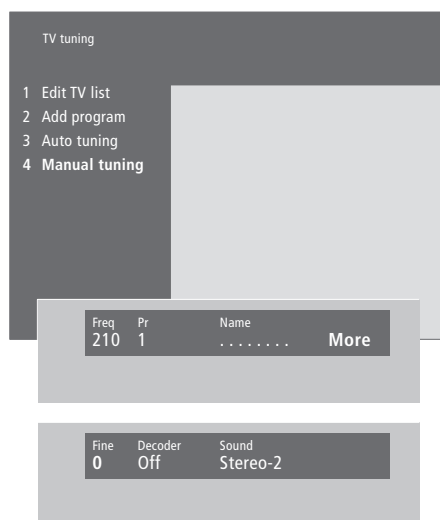 TV tuning
1 Edit TV list
2 Add program
3 Auto tuning
4 Manual tuning
Freq Pr Name
210 1 . . . . . . . . More
Fine Decoder Sound
0 Off Stereo-2